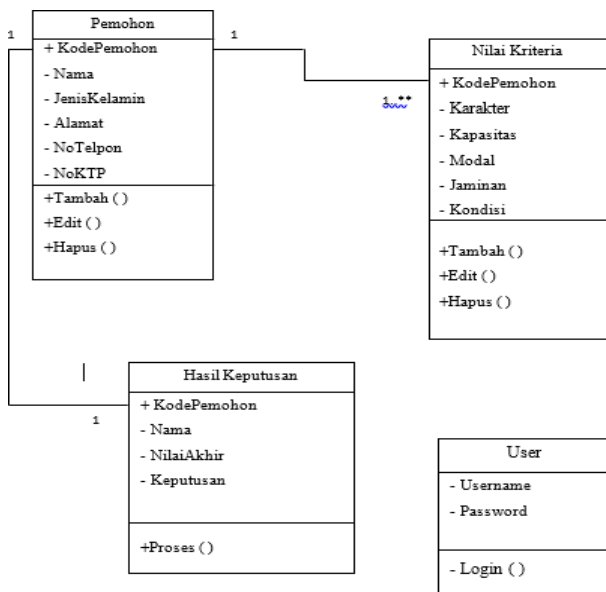 Pemohon
+ KodePemohon
- Nama
- JenisKelamin
- Alamat
- NoTelpon
- NoKTP
+Tambah ( )
+Edit ( )
+Hapus ( )
1
1
1..**
Nilai Kriteria
+ KodePemohon
- Karakter
- Kapasitas
- Modal
- Jaminan
- Kondisi
+Tambah ( )
+Edit ( )
+Hapus ( )
1
Hasil Keputusan
+ KodePemohon
- Nama
- NilaiAkhir
- Keputusan
+Proses ( )
User
- Username
- Password
- Login ( )